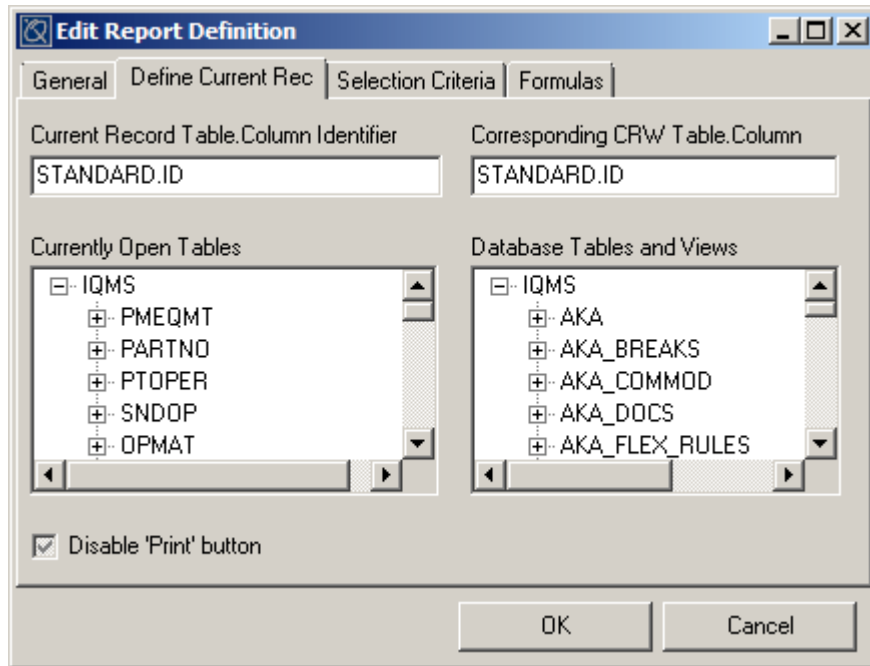 Edit Report Definition
General Define Current Rec Selection Criteria Formulas
Current Record Table.Column Identifier Corresponding CRW Table.Column
STANDARD.ID STANDARD.ID
Currently Open Tables Database Tables and Views
IQMS IQMS
PMEQMT AKA
PARTNO AKA_BREAKS
PTOPER AKA_COMMOD
SNDOP AKA_DOCS
OPMAT AKA_FLEX_RULES
Disable 'Print' button
OK Cancel